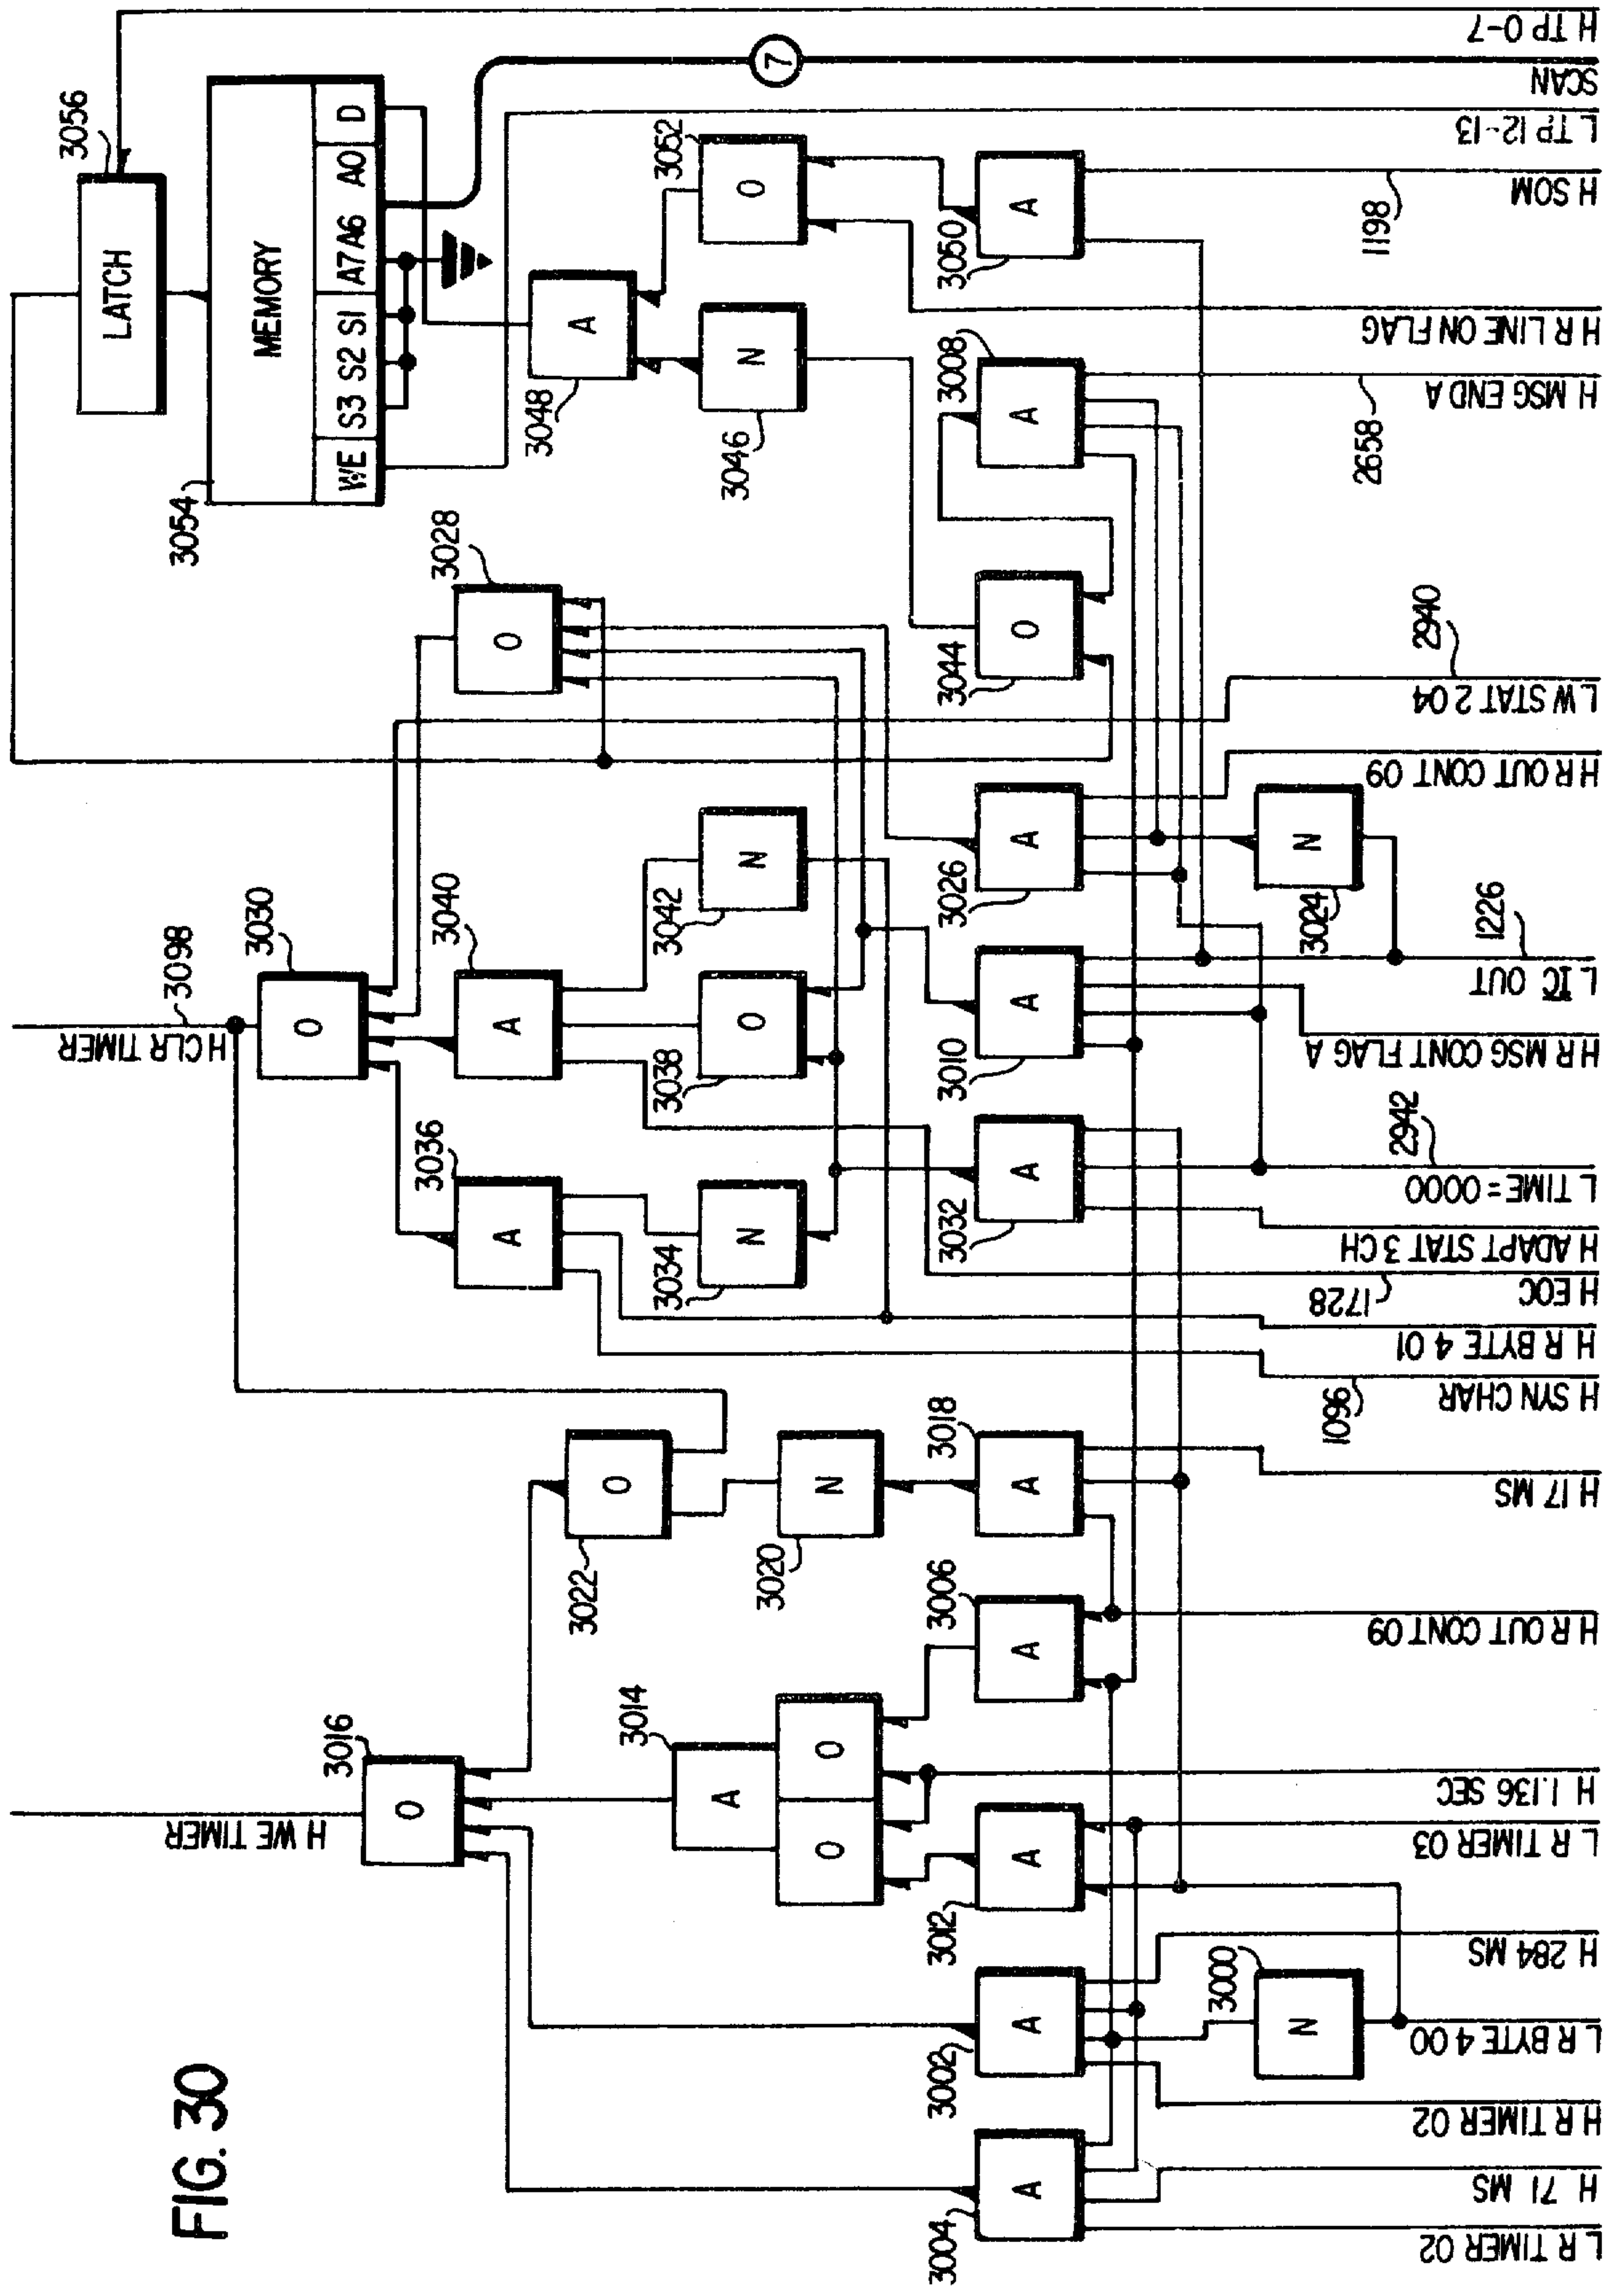 FIG. 30
H WE TIMER
3016
O
3022
O
H CLR TIMER
3098
3030
O
3036
A
3040
A
3028
O
3056
LATCH
3054
MEMORY
WE
S3 S2 S1
A7 A6 A0
D
3014
A
O
O
3020
N
3034
N
3038
O
3042
N
3048
A
3046
N
3052
O
7
3004
A
3002
A
3012
A
3006
A
3018
A
3032
A
3010
A
3026
A
3044
O
3008
A
3050
A
3000
N
3024
N
L R TIMER 02
H 71 MS
H R TIMER 02
L R BYTE 4 00
H 284 MS
L R TIMER 03
H 1.136 SEC
H R OUT CONT 09
H 17 MS
H SYN CHAR
1096
H R BYTE 4 01
H EOC
1728
H ADAPT STAT 3 CH
L TIME = 0000
2942
H R MSG CONT FLAG A
L IC OUT
1226
H R OUT CONT 09
L W STAT 2 04
2940
H MSG END A
2658
H R LINE ON FLAG
H SOM
1198
L TP 12-13
SCAN
H TP 0-7